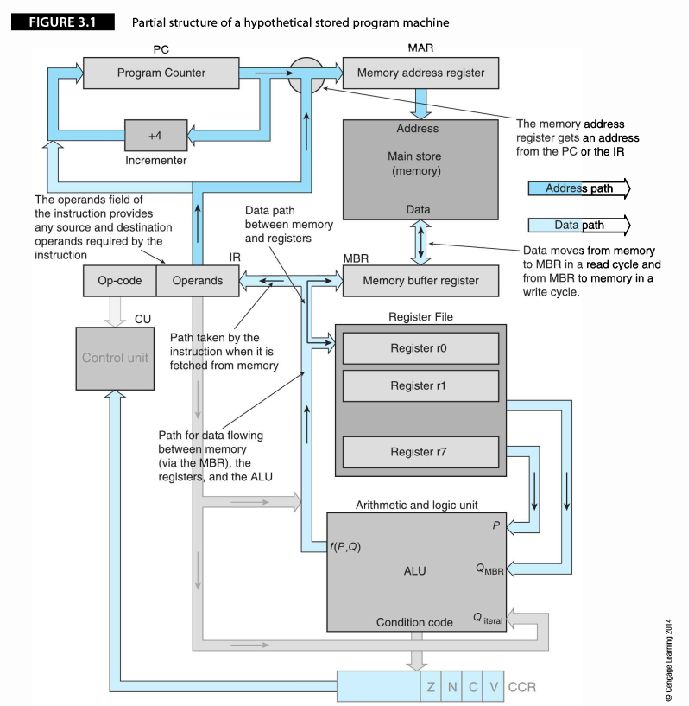 FIGURE 3.1 Partial structure of a hypothetical stored program machine
PC
MAR
Program Counter
Memory address register
+4
Incrementer
Address
Main store
(memory)
Data
The memory address
register gets an address
from the PC or the IR
Address path
Data path
The operands field of
the instruction provides
any source and destination
operands required by the
instruction
Data path
between memory
and registers
IR
MBR
Data moves from memory
to MBR in a read cycle and
from MBR to memory in a
write cycle.
Op-code
Operands
Memory buffer register
CU
Control unit
Path taken by the
instruction when it is
fetched from memory
Register File
Register r0
Register r1
Register r7
Path for data flowing
between memory
(via the MBR), the
registers, and the ALU
Arithmetic and logic unit
P
f(P,Q)
ALU
Q MBR
Condition code
Q literal
Z N C V CCR
© Cengage Learning 2014